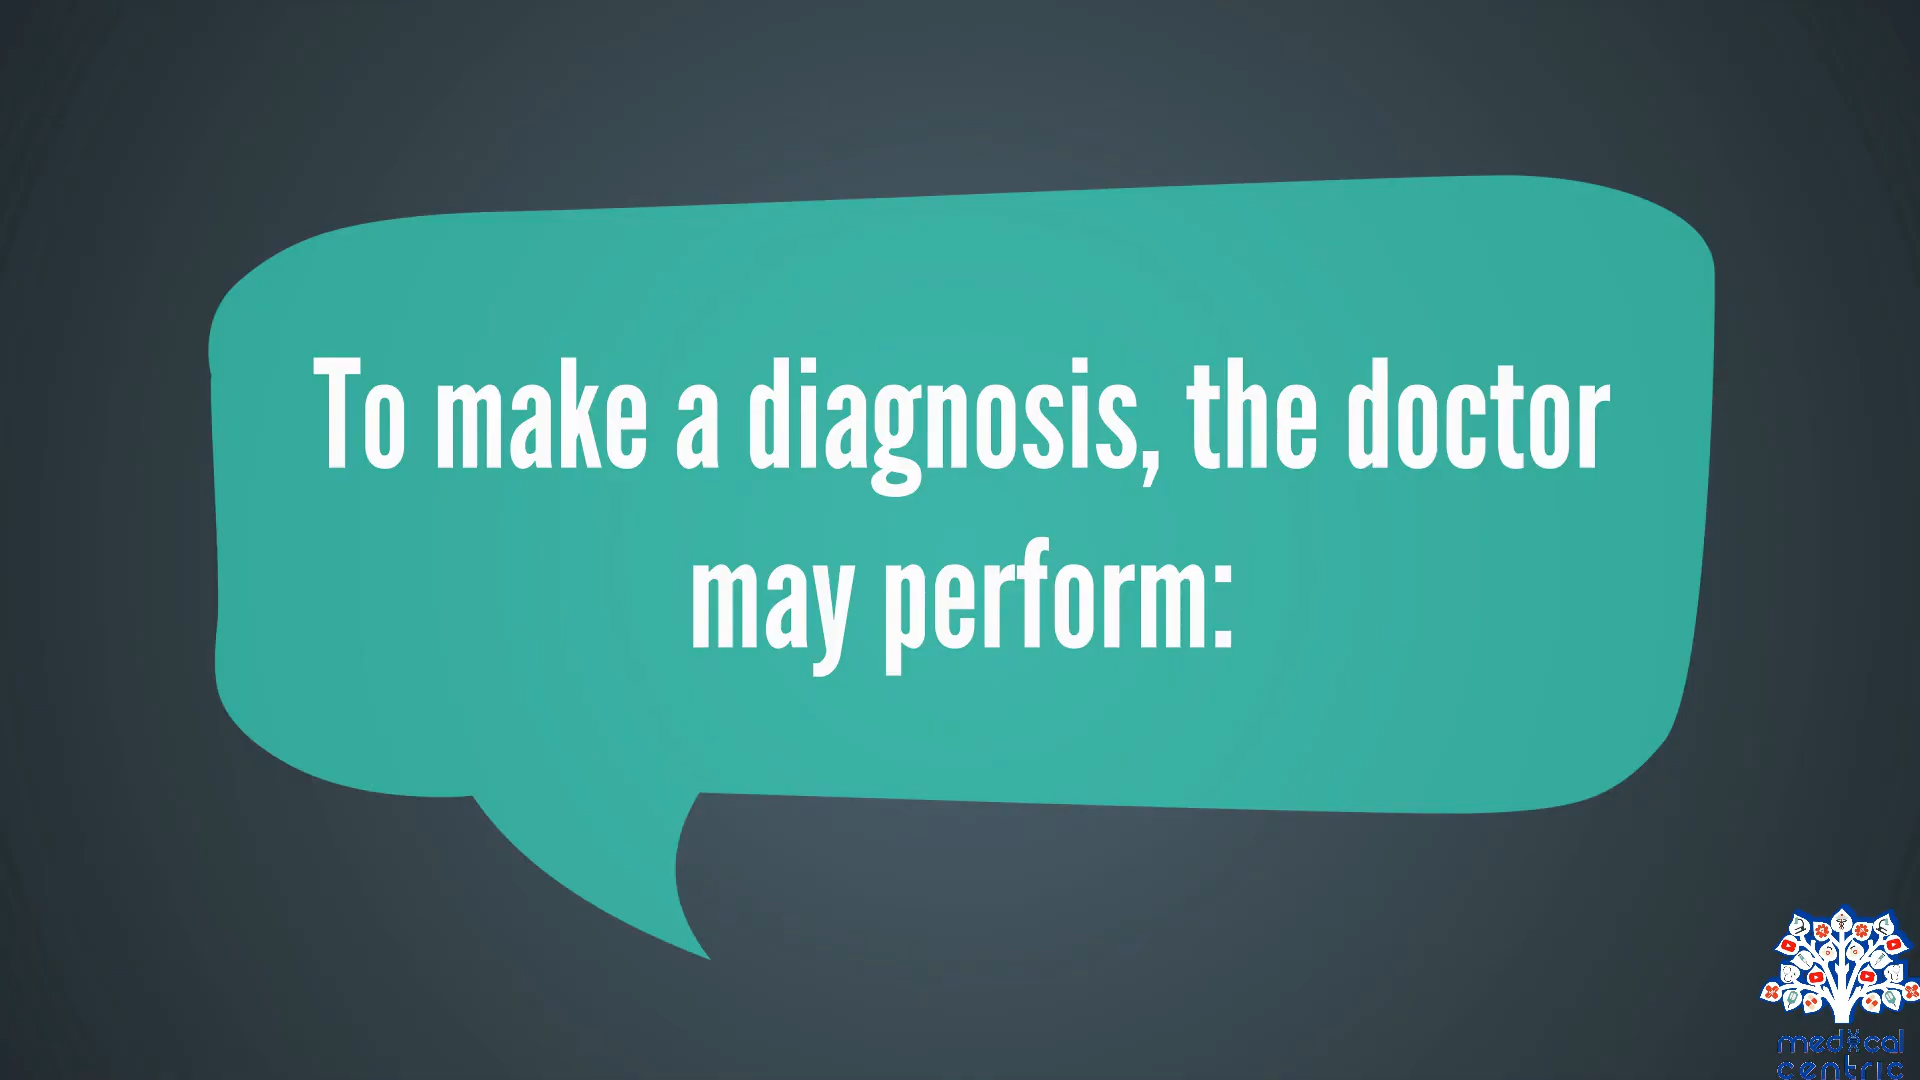 To make a diagnosis, the doctor
may perform:
medical
centric